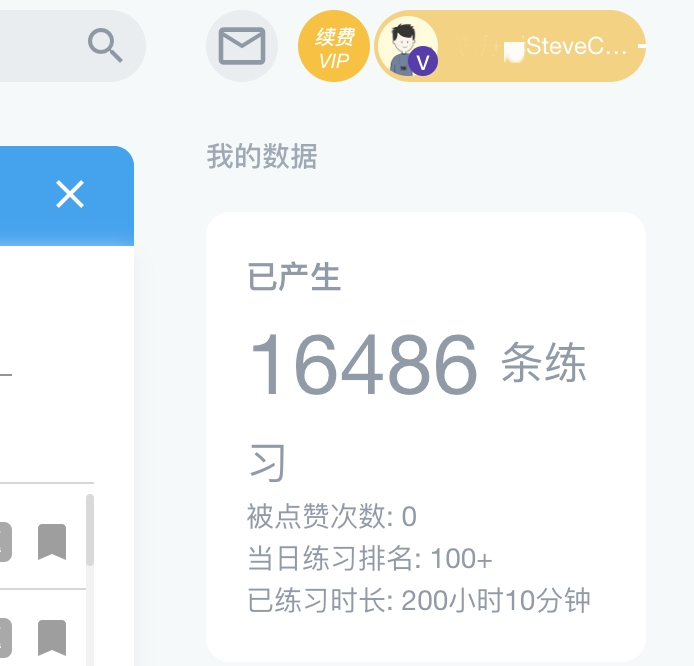 续费
VIP
V
SteveC...
我的数据
已产生
16486 条练
习
被点赞次数: 0
当日练习排名: 100+
已练习时长: 200小时10分钟